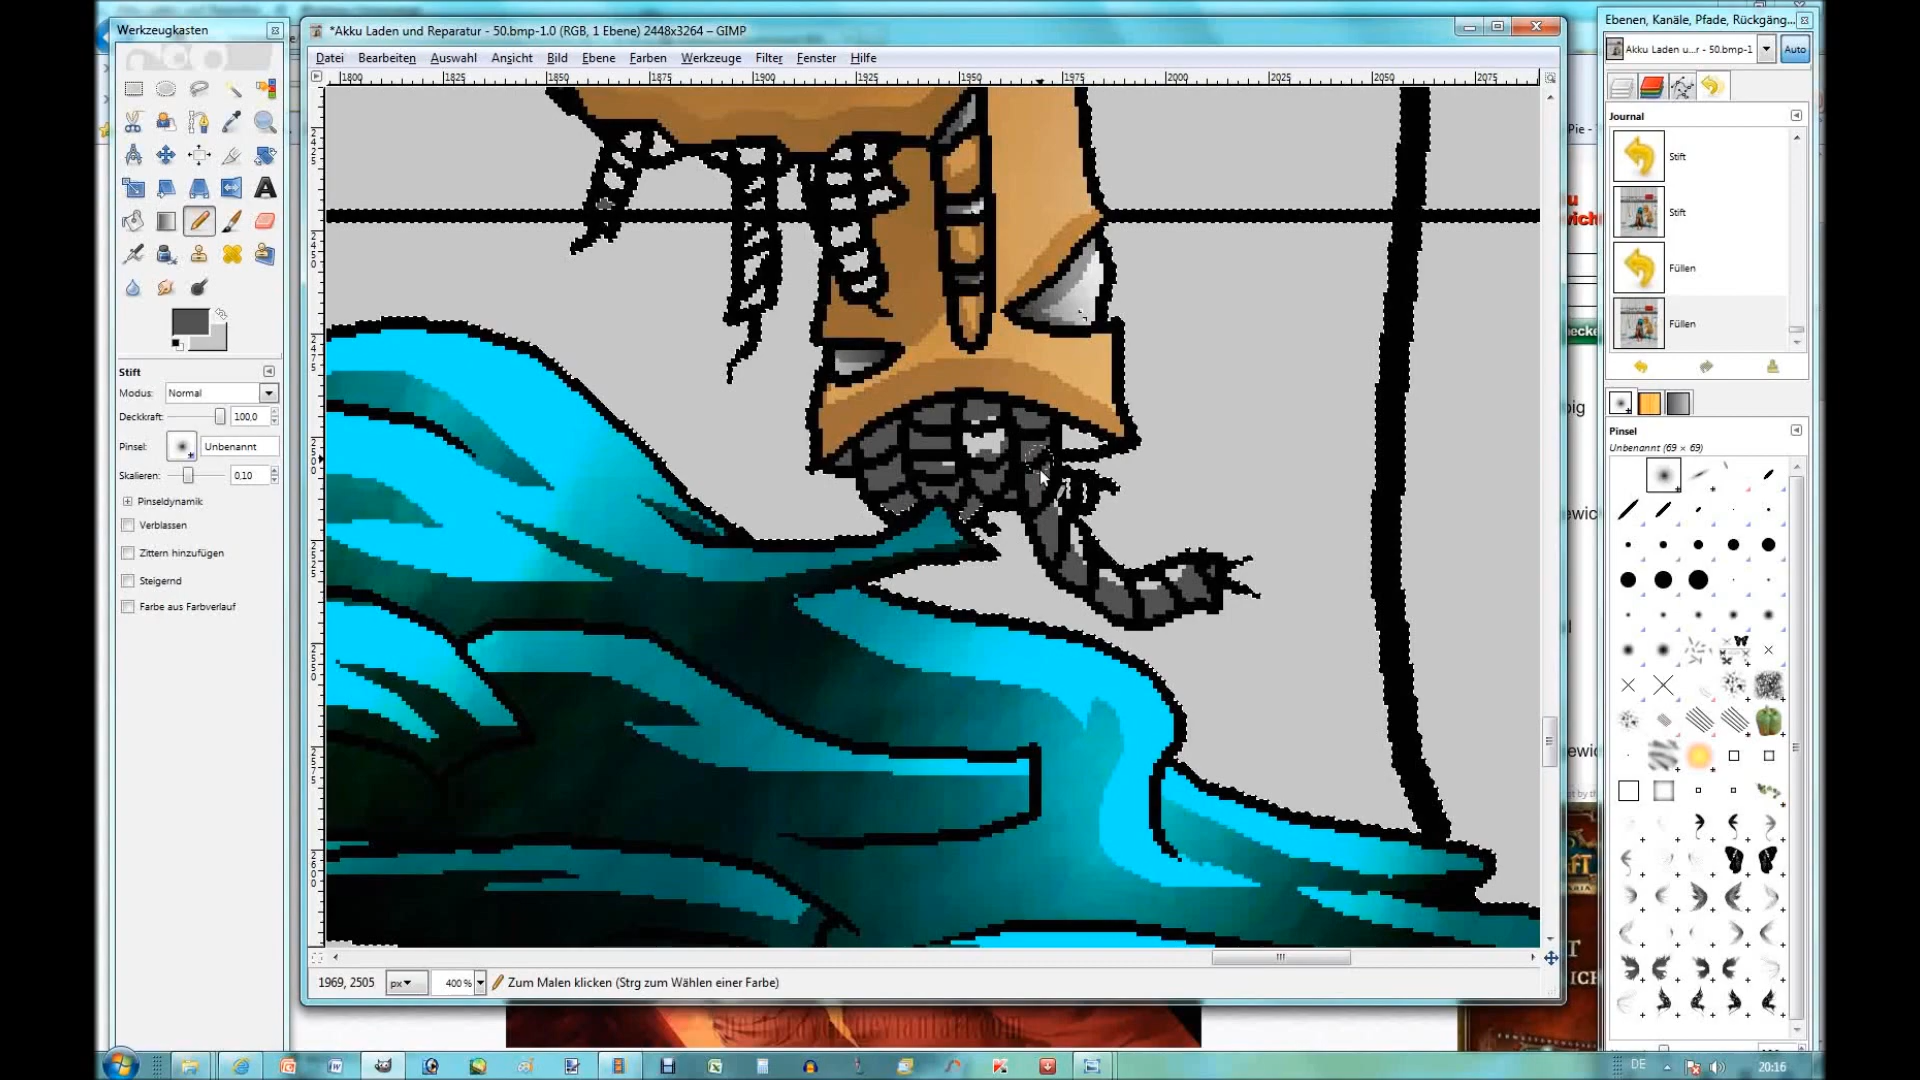 Werkzeugkasten
*Akku Laden und Reparatur - 50.bmp-1.0 (RGB, 1 Ebene) 2448x3264 – GIMP
Ebenen, Kanäle, Pfade, Rückgäng...
Datei Bearbeiten Auswahl Ansicht Bild Ebene Farben Werkzeuge Filter Fenster Hilfe
Akku Laden u...r - 50.bmp-1
Auto
1800 1825 1850 1875 1900 1925 1950 1975 2000 2025 2050 2075
Journal
Stift
Stift
Füllen
Füllen
Stift
Modus: Normal
Deckkraft: 100,0
Pinsel: Unbenannt
Skalieren: 0,10
Pinseldynamik
Verblassen
Zittern hinzufügen
Steigernd
Farbe aus Farbverlauf
Pinsel
Unbenannt (69 × 69)
1969, 2505 px 400 % Zum Malen klicken (Strg zum Wählen einer Farbe)
DE 20:16